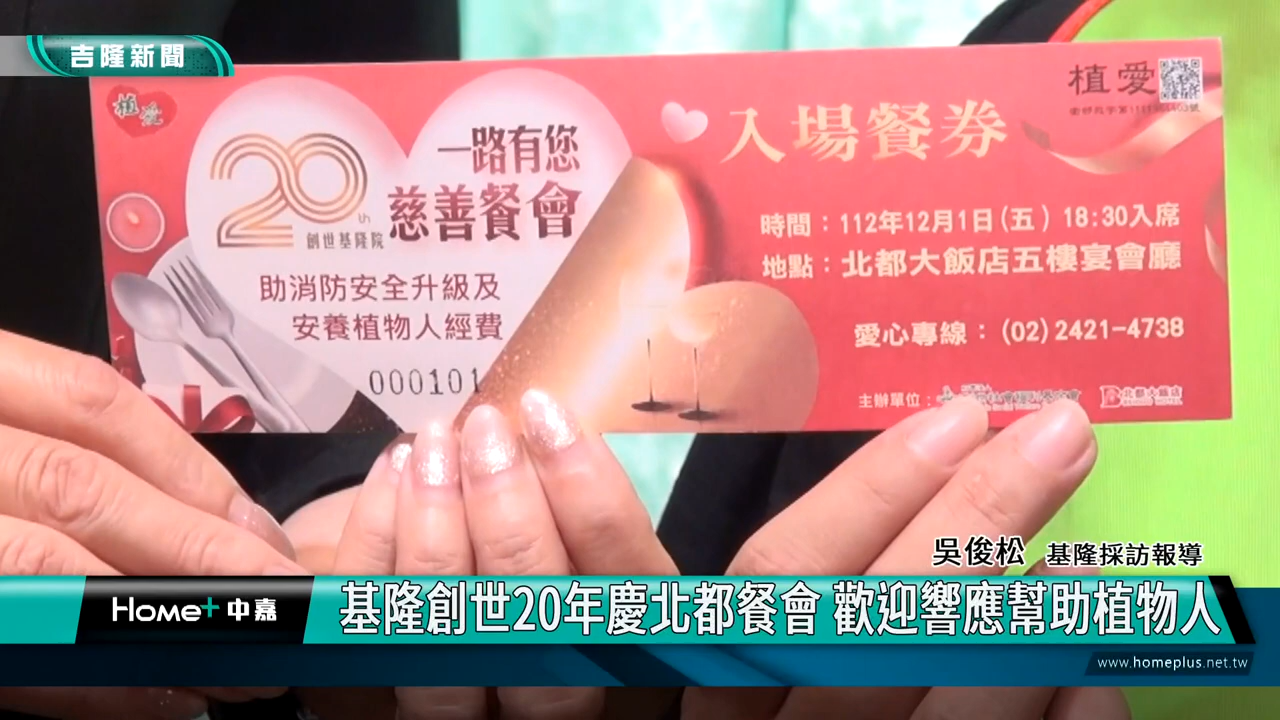 吉隆新聞
植愛
植愛
20th
創世基隆院
一路有您
慈善餐會
助消防安全升級及
安養植物人經費
000101
入場餐券
時間：112年12月1日(五) 18:30入席
地點：北都大飯店五樓宴會廳
愛心專線：(02)2421-4738
主辦單位：
北都大飯店
吳俊松 基隆採訪報導
Home+中嘉
基隆創世20年慶北都餐會 歡迎響應幫助植物人
www.homeplus.net.tw